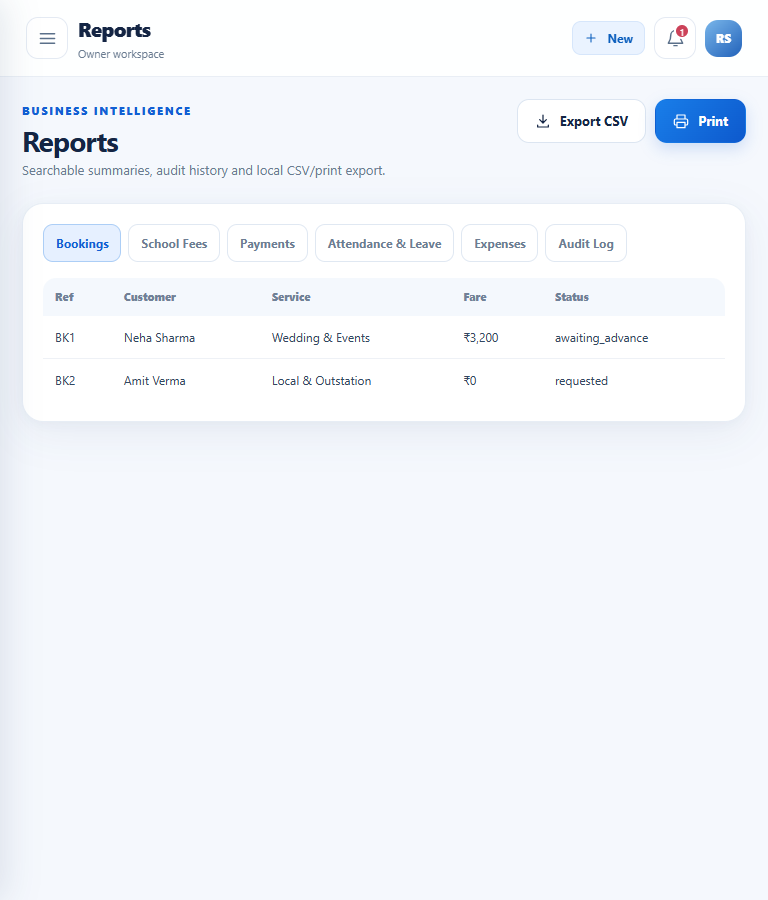 Reports
Owner workspace
New
1
RS
BUSINESS INTELLIGENCE
Reports
Searchable summaries, audit history and local CSV/print export.
Export CSV
Print
Bookings School Fees Payments Attendance & Leave Expenses Audit Log
Ref Customer Service Fare Status
BK1 Neha Sharma Wedding & Events ₹3,200 awaiting_advance
BK2 Amit Verma Local & Outstation ₹0 requested